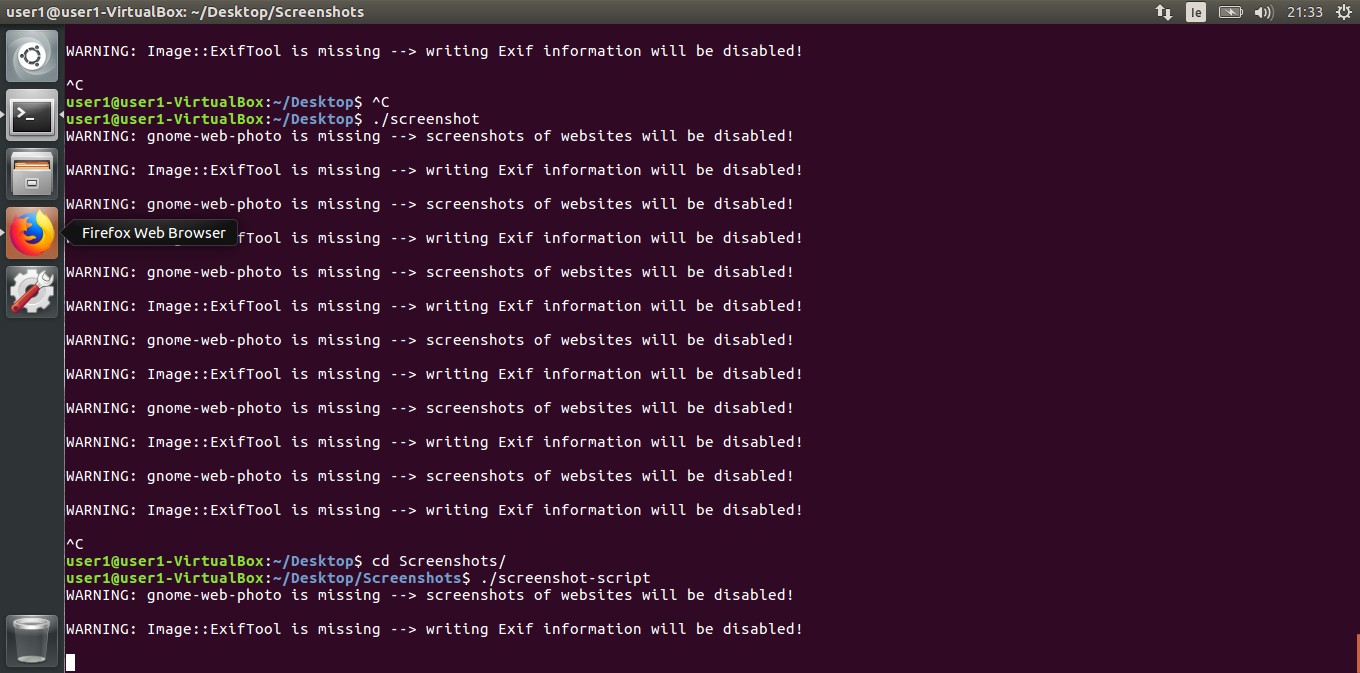 user1@user1-VirtualBox: ~/Desktop/Screenshots
Ie
21:33
WARNING: Image::ExifTool is missing --> writing Exif information will be disabled!
^C
user1@user1-VirtualBox:~/Desktop$ ^C
user1@user1-VirtualBox:~/Desktop$ ./screenshot
WARNING: gnome-web-photo is missing --> screenshots of websites will be disabled!
WARNING: Image::ExifTool is missing --> writing Exif information will be disabled!
WARNING: gnome-web-photo is missing --> screenshots of websites will be disabled!
Firefox Web Browser
fTool is missing --> writing Exif information will be disabled!
WARNING: gnome-web-photo is missing --> screenshots of websites will be disabled!
WARNING: Image::ExifTool is missing --> writing Exif information will be disabled!
WARNING: gnome-web-photo is missing --> screenshots of websites will be disabled!
WARNING: Image::ExifTool is missing --> writing Exif information will be disabled!
WARNING: gnome-web-photo is missing --> screenshots of websites will be disabled!
WARNING: Image::ExifTool is missing --> writing Exif information will be disabled!
WARNING: gnome-web-photo is missing --> screenshots of websites will be disabled!
WARNING: Image::ExifTool is missing --> writing Exif information will be disabled!
^C
user1@user1-VirtualBox:~/Desktop$ cd Screenshots/
user1@user1-VirtualBox:~/Desktop/Screenshots$ ./screenshot-script
WARNING: gnome-web-photo is missing --> screenshots of websites will be disabled!
WARNING: Image::ExifTool is missing --> writing Exif information will be disabled!